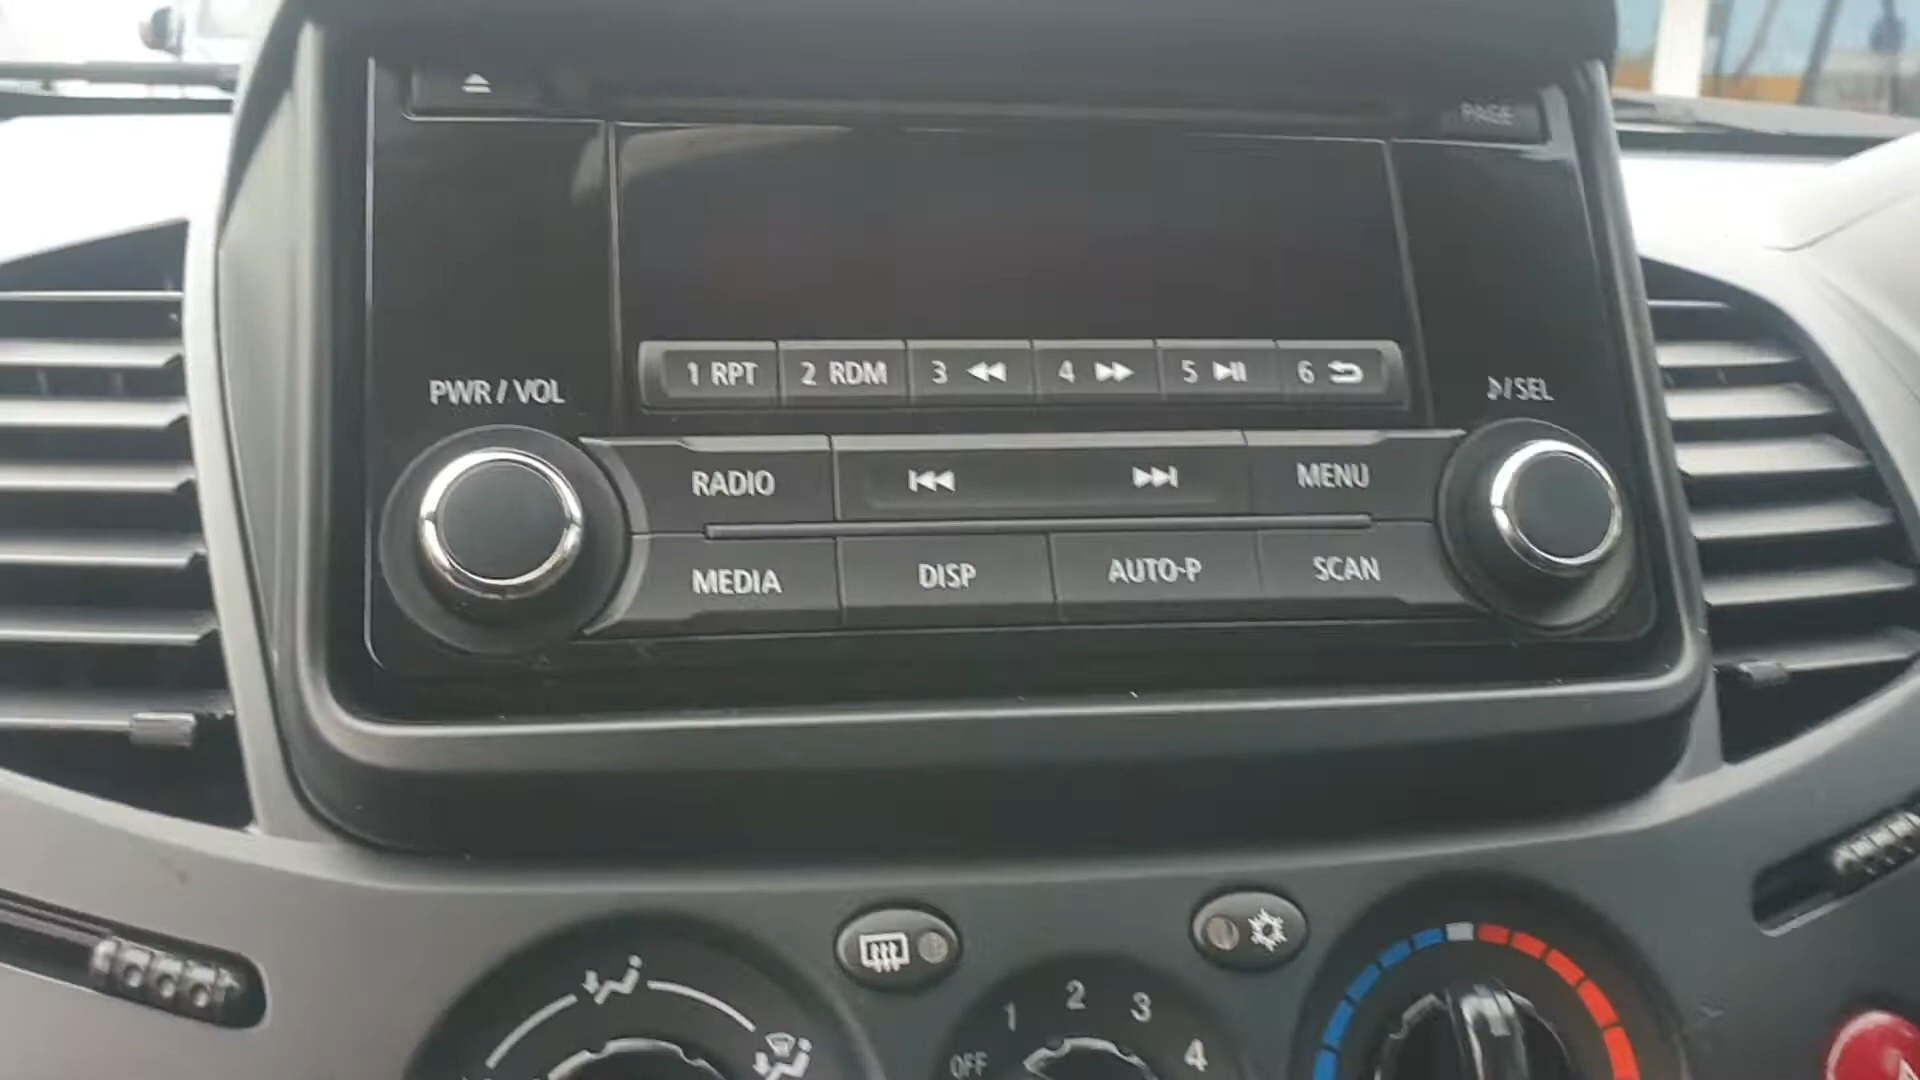 PAGE
PWR / VOL
1 RPT
2 RDM
3
4
5
6
♪/SEL
RADIO
MENU
MEDIA
DISP
AUTO-P
SCAN
1
2
3
4
OFF